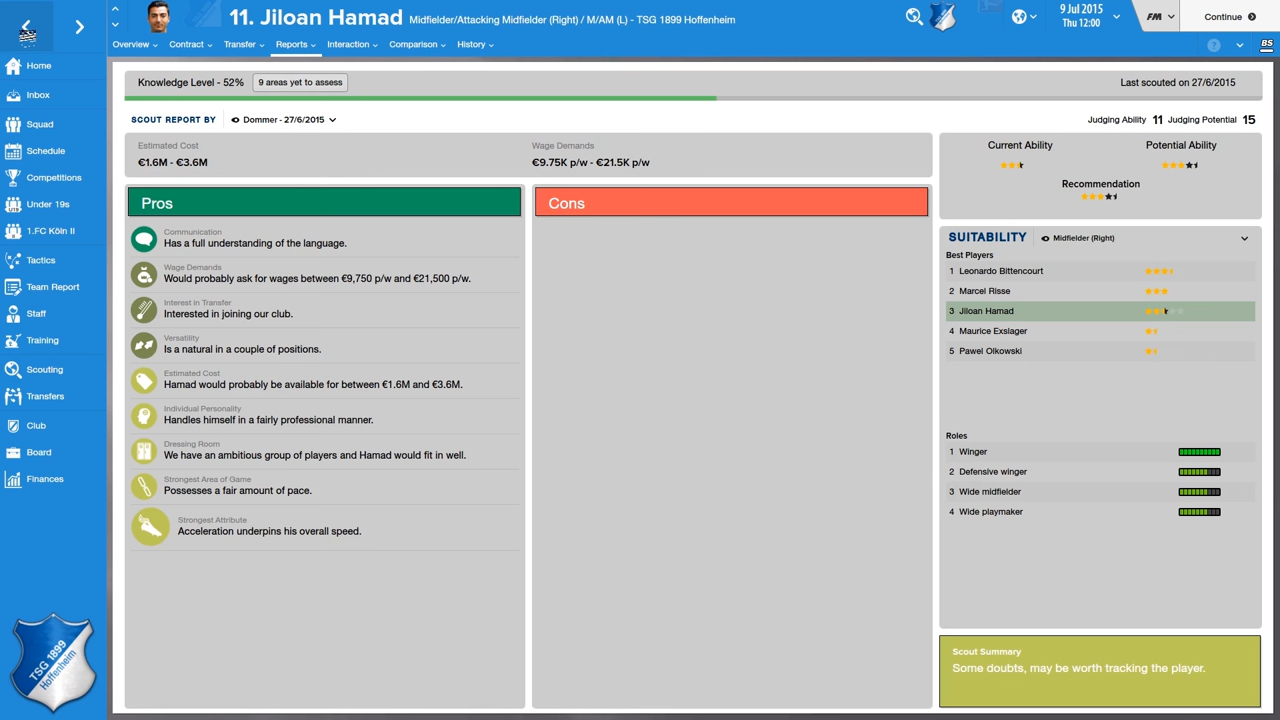 11. Jiloan Hamad Midfielder/Attacking Midfielder (Right) / M/AM (L) - TSG 1899 Hoffenheim
9 Jul 2015
Thu 12:00
FM
Continue
Overview
Contract
Transfer
Reports
Interaction
Comparison
History
?
BS
Home
Inbox
Squad
Schedule
Competitions
Under 19s
1.FC Köln II
Tactics
Team Report
Staff
Training
Scouting
Transfers
Club
Board
Finances
TSG 1899
Hoffenheim
Knowledge Level - 52%
9 areas yet to assess
Last scouted on 27/6/2015
SCOUT REPORT BY
Dommer - 27/6/2015
Judging Ability 11 Judging Potential 15
Estimated Cost
€1.6M - €3.6M
Wage Demands
€9.75K p/w - €21.5K p/w
Current Ability
Potential Ability
Recommendation
Pros
Communication
Has a full understanding of the language.
Wage Demands
Would probably ask for wages between €9,750 p/w and €21,500 p/w.
Interest in Transfer
Interested in joining our club.
Versatility
Is a natural in a couple of positions.
Estimated Cost
Hamad would probably be available for between €1.6M and €3.6M.
Individual Personality
Handles himself in a fairly professional manner.
Dressing Room
We have an ambitious group of players and Hamad would fit in well.
Strongest Area of Game
Possesses a fair amount of pace.
Strongest Attribute
Acceleration underpins his overall speed.
Cons
SUITABILITY
Midfielder (Right)
Best Players
1 Leonardo Bittencourt
2 Marcel Risse
3 Jiloan Hamad
4 Maurice Exslager
5 Pawel Olkowski
Roles
1 Winger
2 Defensive winger
3 Wide midfielder
4 Wide playmaker
Scout Summary
Some doubts, may be worth tracking the player.